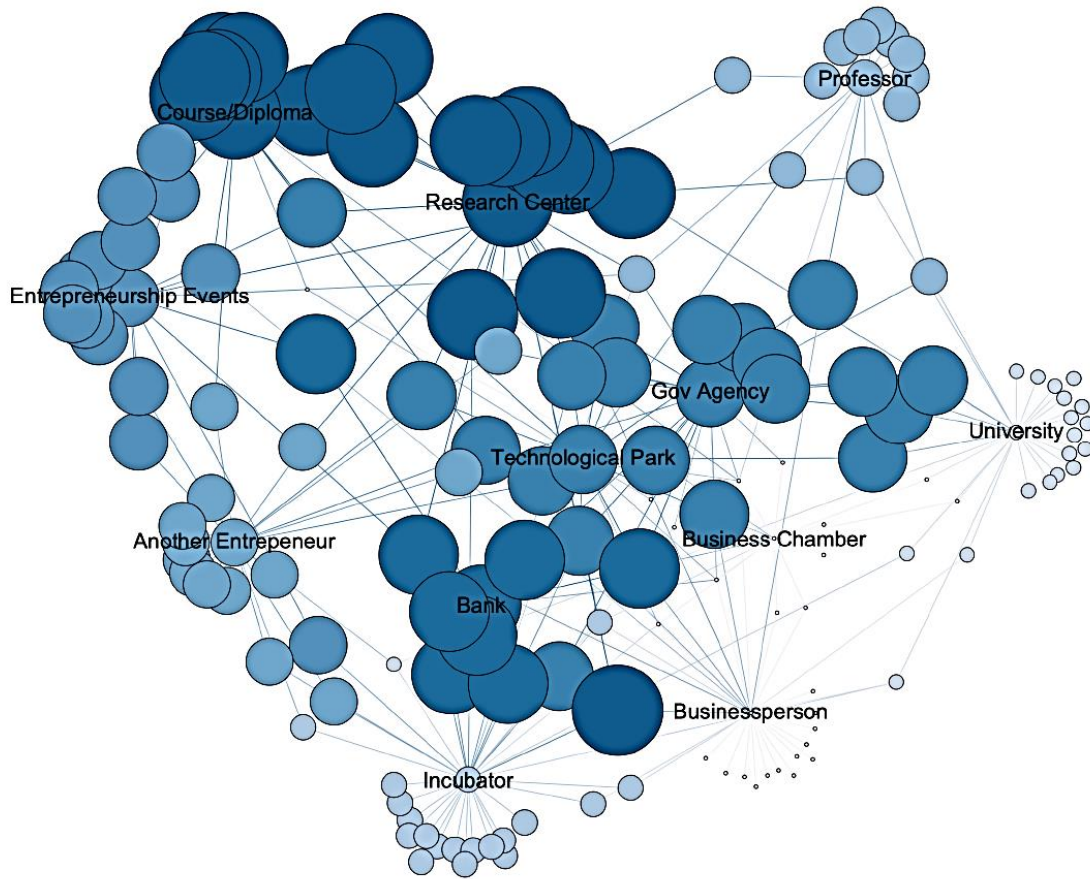 Professor
Course/Diploma
Research Center
Entrepreneurship Events
Gov Agency
University
Technological Park
Another Entrepeneur
Business Chamber
Bank
Businessperson
Incubator